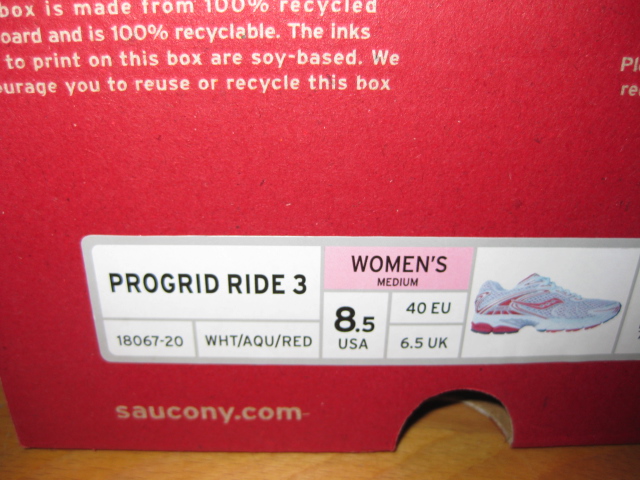 box is made from 100% recycled
oard and is 100% recyclable. The inks
to print on this box are soy-based. We
ourage you to reuse or recycle this box
PROGRID RIDE 3
WOMEN'S
MEDIUM
18067-20
WHT/AQU/RED
8.5
USA
40 EU
6.5 UK
saucony.com